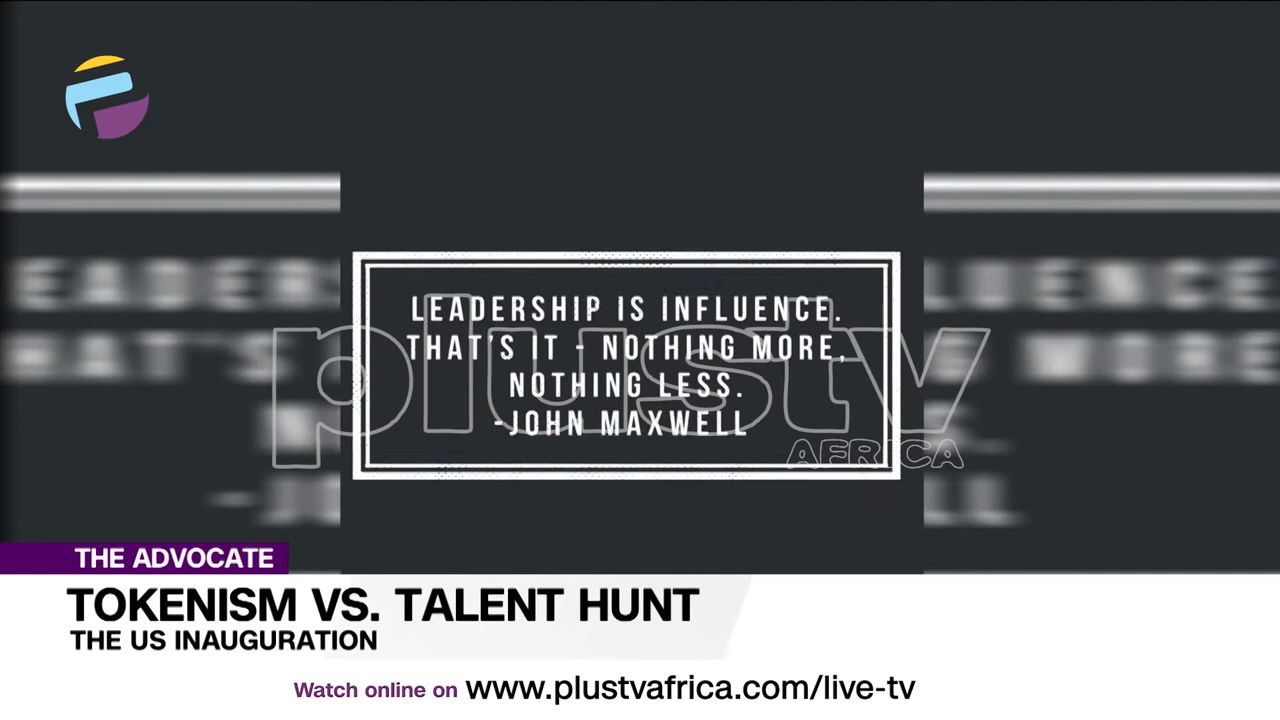 LEADERSHIP IS INFLUENCE.
THAT'S IT - NOTHING MORE,
NOTHING LESS.
-JOHN MAXWELL
plustv
AFRICA
THE ADVOCATE
TOKENISM VS. TALENT HUNT
THE US INAUGURATION
Watch online on www.plustvafrica.com/live-tv